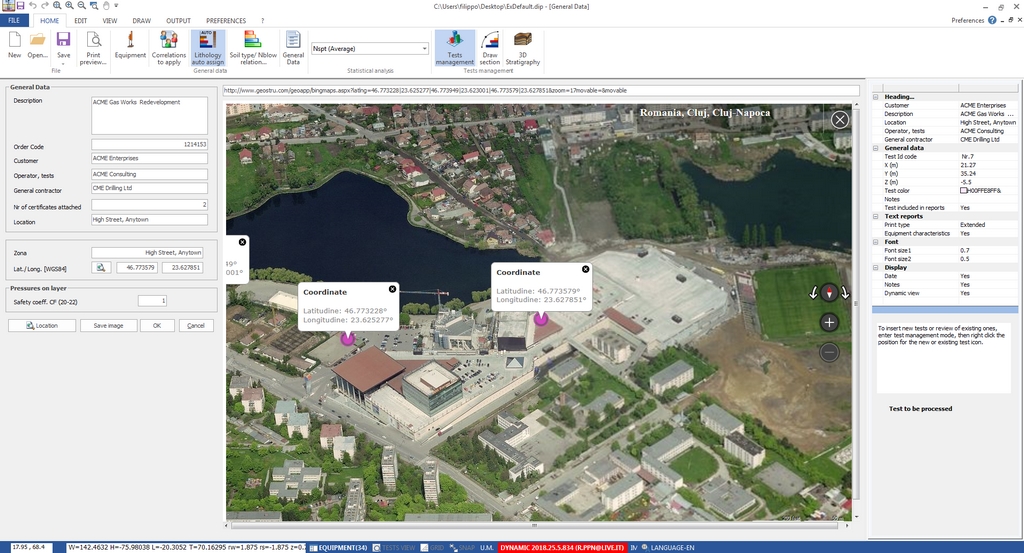 C:\Users\filippo\Desktop\ExDefault.dip - [General Data]
FILE HOME EDIT VIEW DRAW OUTPUT PREFERENCES ?
Preferences
New Open... Save Print preview... Equipment Correlations to apply Lithology auto assign Soil type/ Nblow relation... General Data Nspt (Average) Tests management Draw section 3D Stratigraphy
File General data Statistical analysis Tests management
General Data
Description ACME Gas Works Redevelopment
Order Code 1214153
Customer ACME Enterprises
Operator, tests ACME Consulting
General contractor CME Drilling Ltd
Nr of certificates attached 2
Location High Street, Anytown
Zona High Street, Anytown
Lat./Long. [WGS84] 46.773579 23.627851
Pressures on layer
Safety coeff. CP (20-22) 1
Location Save image OK Cancel
http://www.geostru.com/geoapp/bingmaps.aspx?latlng=46.773228|23.625277|46.773949|23.623001|46.773579|23.627851&zoom=17movable=&movable
Romania, Cluj, Cluj-Napoca
49°
001°
Coordinate
Latitudine: 46.773228°
Longitudine: 23.625277°
Coordinate
Latitudine: 46.773579°
Longitudine: 23.627851°
Heading...
Customer ACME Enterprises
Description ACME Gas Works ...
Location High Street, Anytown
Operator, tests ACME Consulting
General contractor CME Drilling Ltd
General data
Test Id code Nr.7
X (m) 21.27
Y (m) 35.24
Z (m) -5.5
Test color H00FFE8FF&
Notes
Test included in reports Yes
Text reports
Print type Extended
Equipment characteristics Yes
Font
Font size1 0.7
Font size2 0.5
Display
Date Yes
Notes Yes
Dynamic view Yes
To insert new tests or review of existing ones,
enter test management mode, then right click the
position for the new or existing test icon.
Test to be processed
17.95 , 68.4 W=142.4632 H=-75.98038 L=-20.3052 T=70.16295 rw=1.875 rs=-1.875 z=0. EQUIPMENT(34) TESTS VIEW GRID SNAP U.M. DYNAMIC 2018.25.5.834 (R.PPN@LIVE.IT) IV LANGUAGE-EN